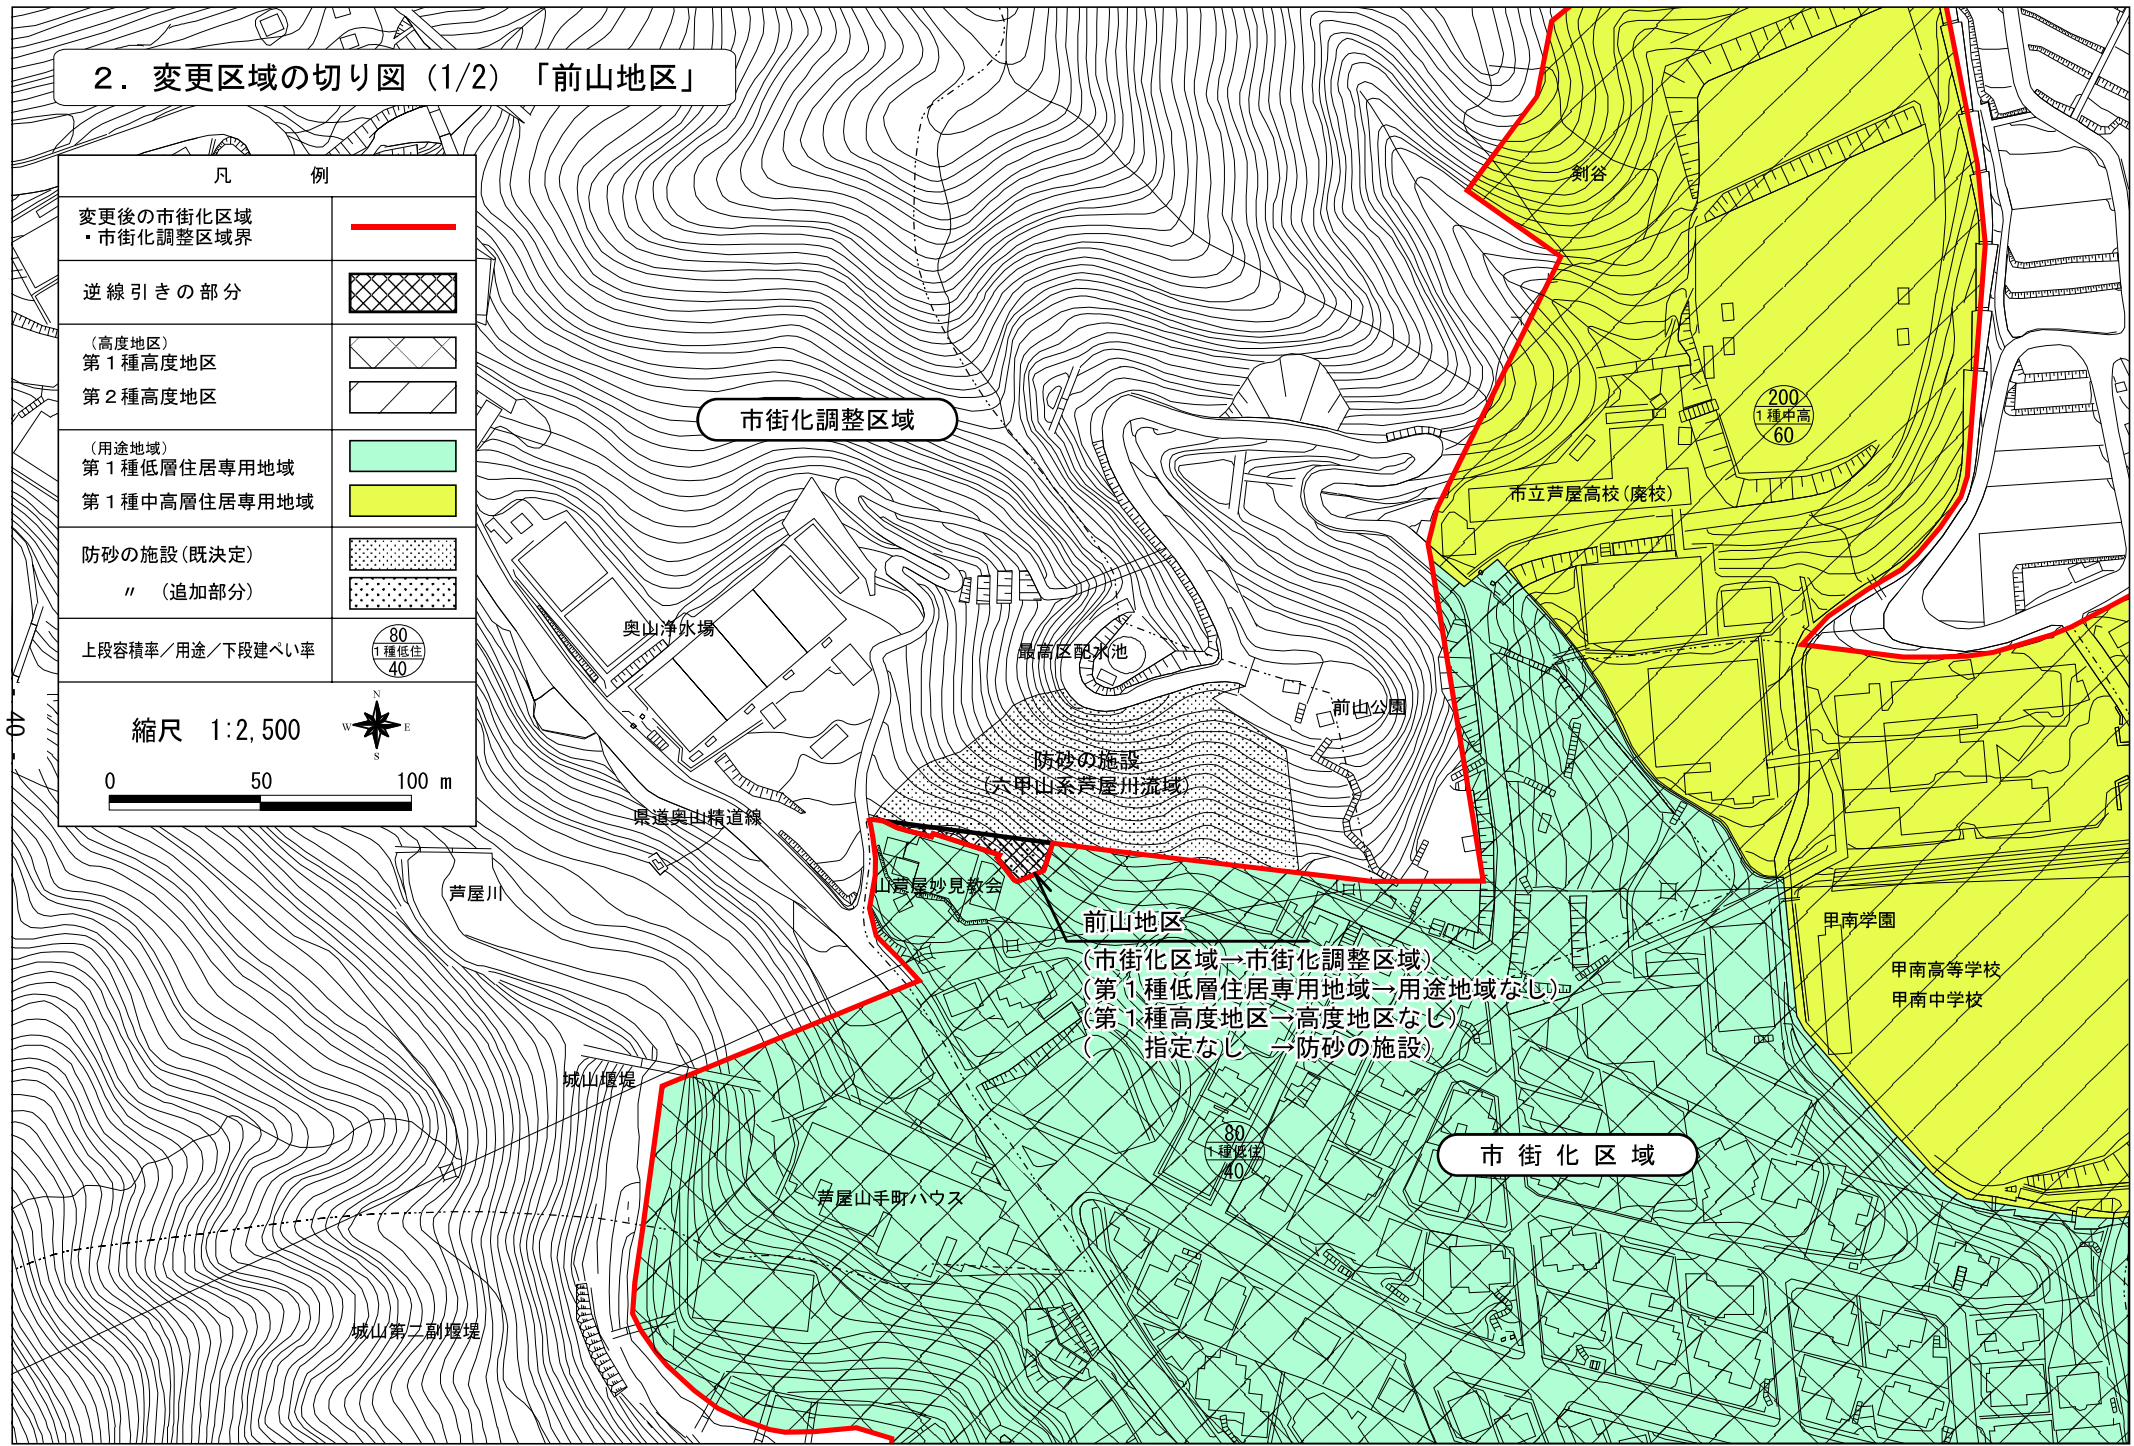 ２．変更区域の切り図（1/2）「前山地区」
凡　　例
変更後の市街化区域
・市街化調整区域界
逆線引きの部分
（高度地区）
第１種高度地区
第２種高度地区
（用途地域）
第１種低層住居専用地域
第１種中高層住居専用地域
防砂の施設(既決定)
〃　(追加部分)
上段容積率／用途／下段建ぺい率
80
1種低住
40
縮尺　1:2,500
N
W
E
S
0　50　100 m
- 40 -
市街化調整区域
剣谷
200
1種中高
60
市立芦屋高校(廃校)
奥山浄水場
最高区配水池
前山公園
防砂の施設
(六甲山系芦屋川流域)
県道奥山精道線
芦屋川
山芦屋妙見教会
前山地区
(市街化区域→市街化調整区域)
(第１種低層住居専用地域→用途地域なし)
(第１種高度地区→高度地区なし)
(　　指定なし　→防砂の施設)
甲南学園
甲南高等学校
甲南中学校
城山堰堤
80
1種低住
40
市街化区域
芦屋山手町ハウス
城山第二副堰堤